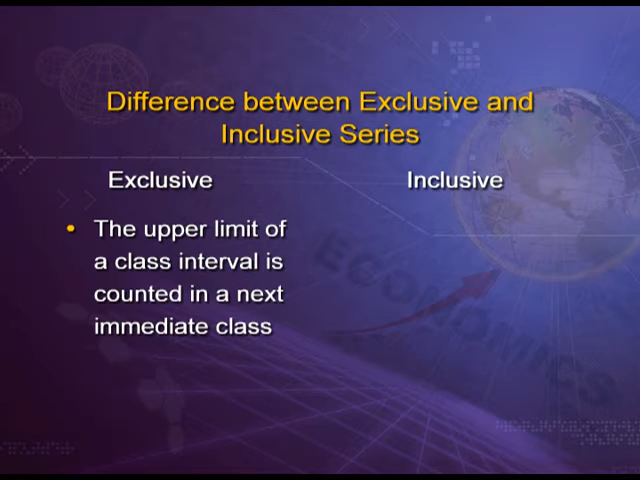 Difference between Exclusive and
Inclusive Series
Exclusive
Inclusive
• The upper limit of
a class interval is
counted in a next
immediate class
ECONOMICS